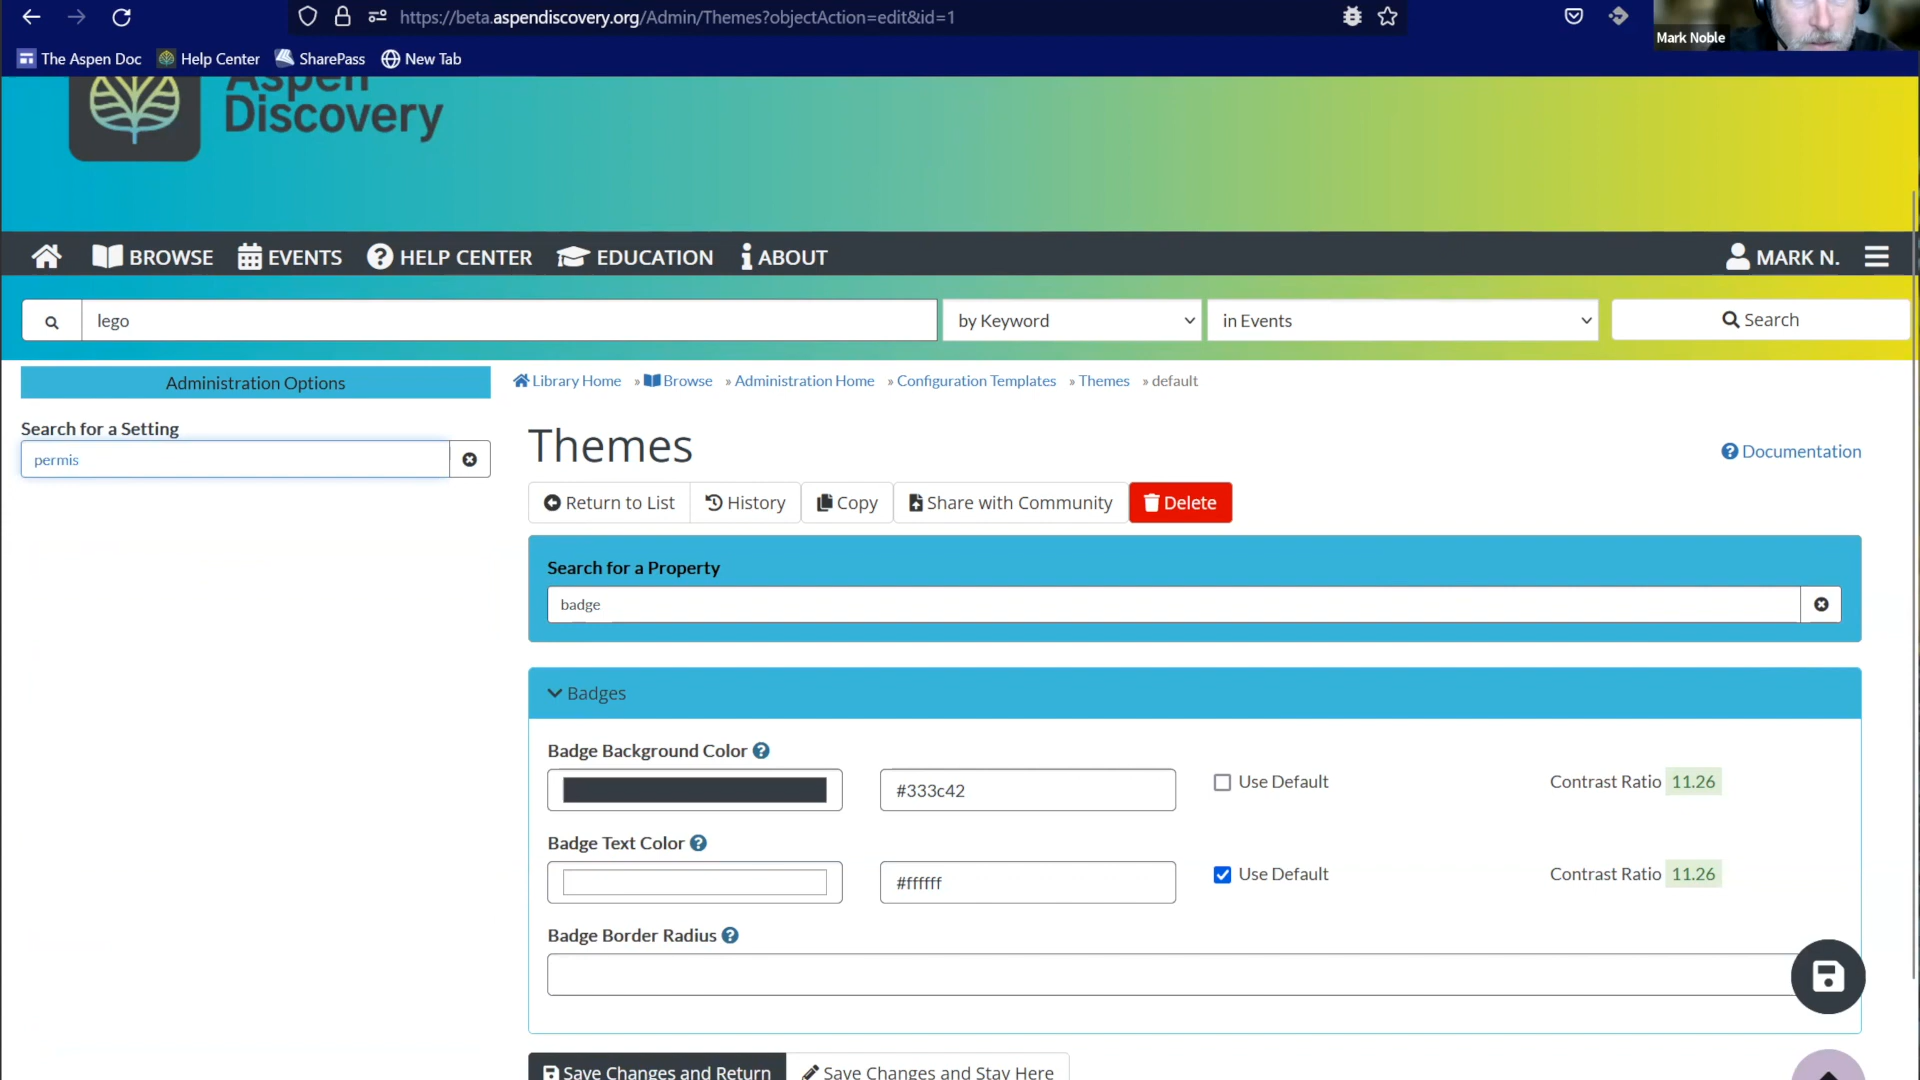 https://beta.aspendiscovery.org/Admin/Themes?objectAction=edit&id=1
Mark Noble
The Aspen Doc Help Center SharePass New Tab
Aspen
Discovery
BROWSE EVENTS HELP CENTER EDUCATION ABOUT MARK N.
lego by Keyword in Events Search
Administration Options
Library Home » Browse » Administration Home » Configuration Templates » Themes » default
Search for a Setting
permis
Themes
Documentation
Return to List History Copy Share with Community Delete
Search for a Property
badge
Badges
Badge Background Color
#333c42 Use Default Contrast Ratio 11.26
Badge Text Color
#ffffff Use Default Contrast Ratio 11.26
Badge Border Radius
Save Changes and Return Save Changes and Stay Here